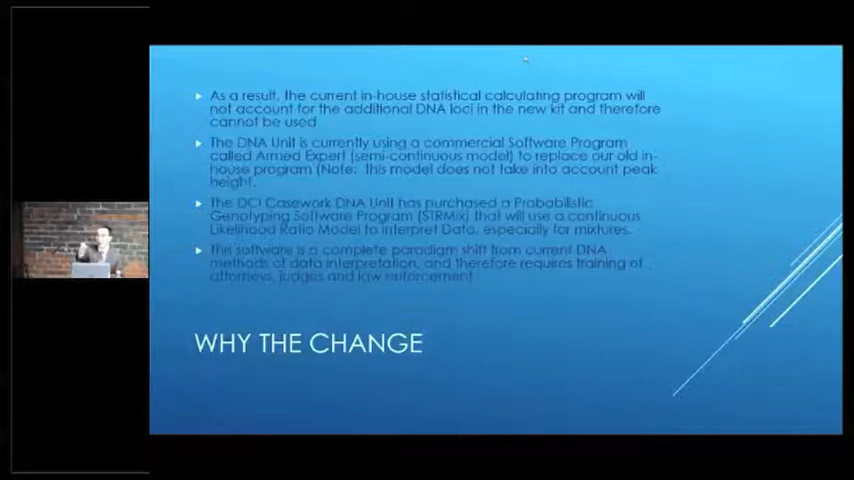 As a result, the current in-house statistical calculating program will
not account for the additional DNA loci in the new kit and therefore
cannot be used
The DNA Unit is currently using a commercial Software Program
called Armed Expert (semi-continuous model) to replace our old in-
house program (Note: this model does not take into account peak
height.
The DCI Casework DNA Unit has purchased a Probabilistic
Genotyping Software Program (STRMix) that will use a continuous
Likelihood Ratio Model to interpret Data, especially for mixtures.
This software is a complete paradigm shift from current DNA
methods of data interpretation, and therefore requires training of
attorneys, judges and law enforcement
WHY THE CHANGE